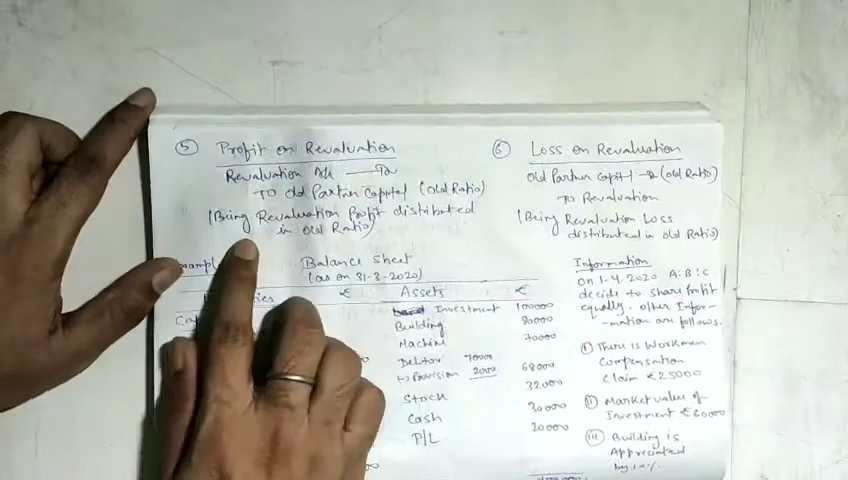 ⑤ Profit on Revaluation
Revaluation A/c — Dr
To Old Partner Capital (Old Ratio)
(Being Revaluation Profit distributed
in old Ratio)
⑥ Loss on Revaluation
Old Partner Capital Dr (Old Ratio)
To Revaluation
(Being Revaluation Loss
distributed in old Ratio)
Balance Sheet
(as on 31-3-2020)
₹ Assets ₹
Investment 100000
Building 80000
Machine 70000
Debtor 70000
(-) Provision 2000 68000
Stock 32000
Cash 30000
P/L 20000
Information
On 1-4-2020 A:B:C
decide to share profit
equally. Other Infor-
-mation are follows.
(i) There is Workmen
Compensation
Claim ₹25000
(ii) Market value of
Investment ₹60000
(iii) Building is
Appreciated
by 10%